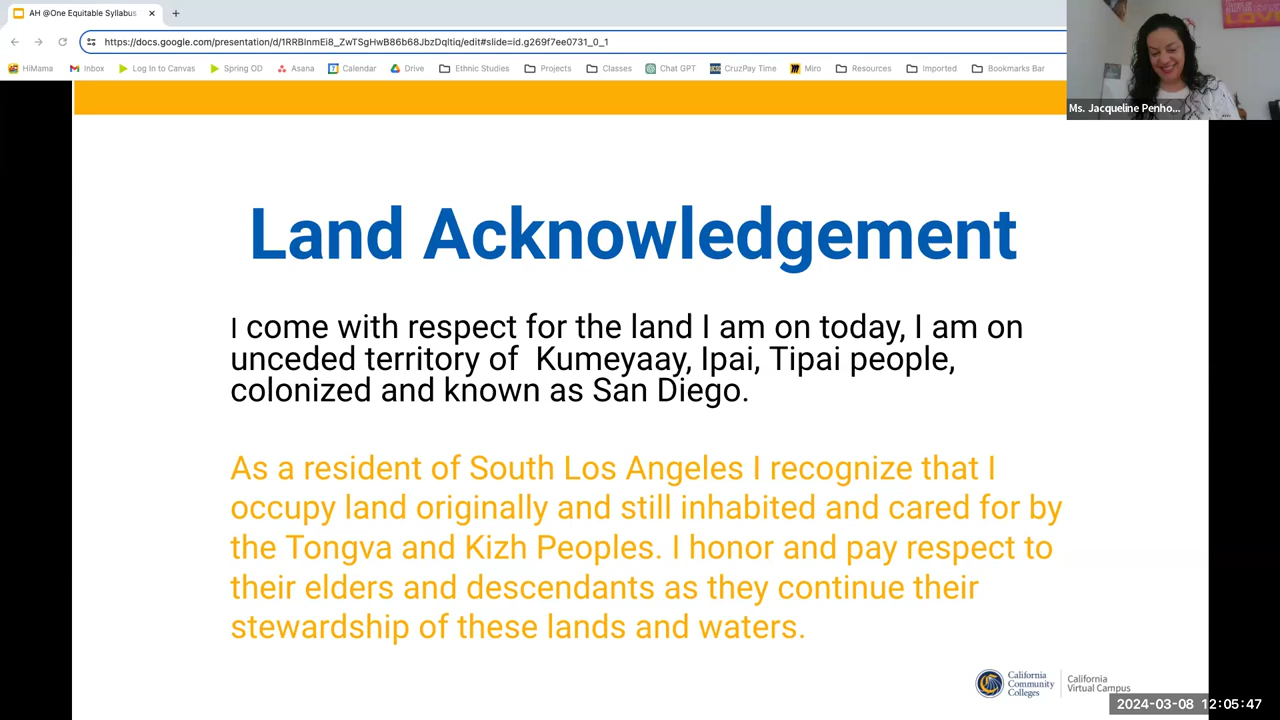 AH @One Equitable Syllabus
https://docs.google.com/presentation/d/1RRBlnmEi8_ZwTSgHwB86b68JbzDqltiq/edit#slide=id.g269f7ee0731_0_1
HiMama Inbox Log In to Canvas Spring OD Asana Calendar Drive Ethnic Studies Projects Classes Chat GPT CruzPay Time Miro Resources Imported Bookmarks Bar
LOVE
Ms. Jacqueline Penho...
Land Acknowledgement
I come with respect for the land I am on today, I am on
unceded territory of Kumeyaay, Ipai, Tipai people,
colonized and known as San Diego.
As a resident of South Los Angeles I recognize that I
occupy land originally and still inhabited and cared for by
the Tongva and Kizh Peoples. I honor and pay respect to
their elders and descendants as they continue their
stewardship of these lands and waters.
California
Community
Colleges
California
Virtual Campus
2024-03-08 12:05:47